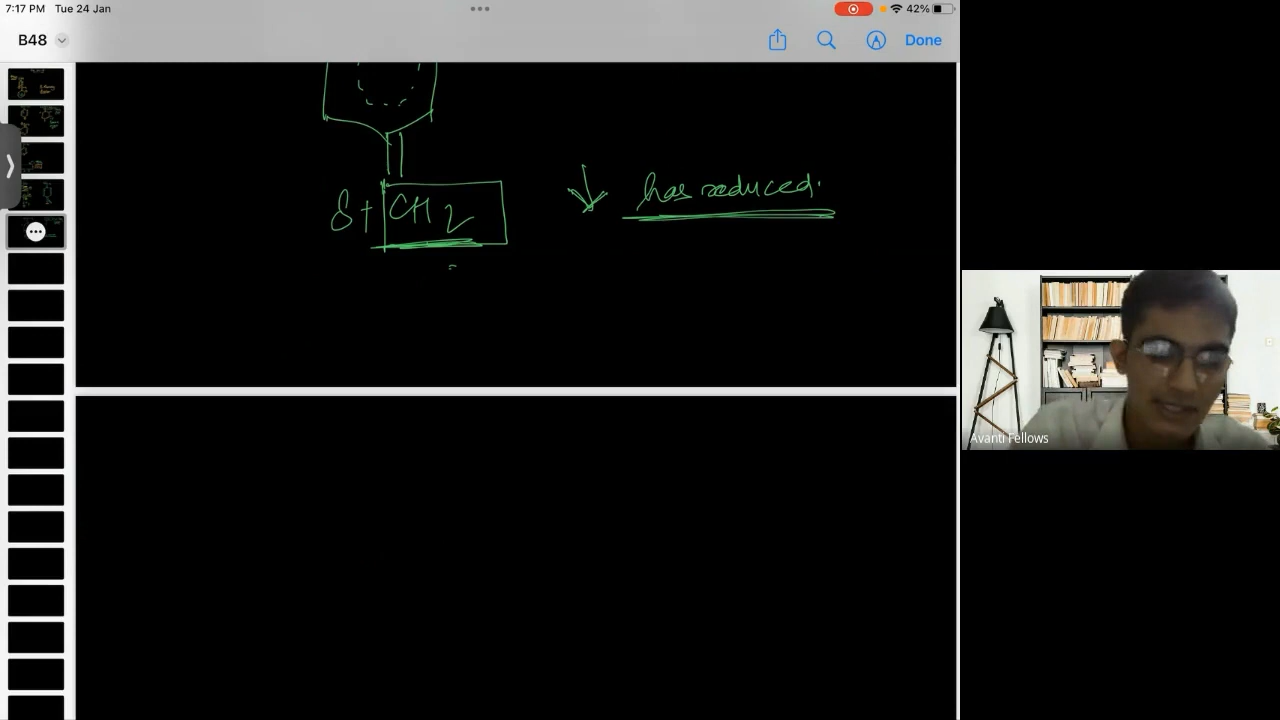 7:17 PM Tue 24 Jan
42%
B48
Done
δ+ CH2
↓ has reduced.
Avanti Fellows